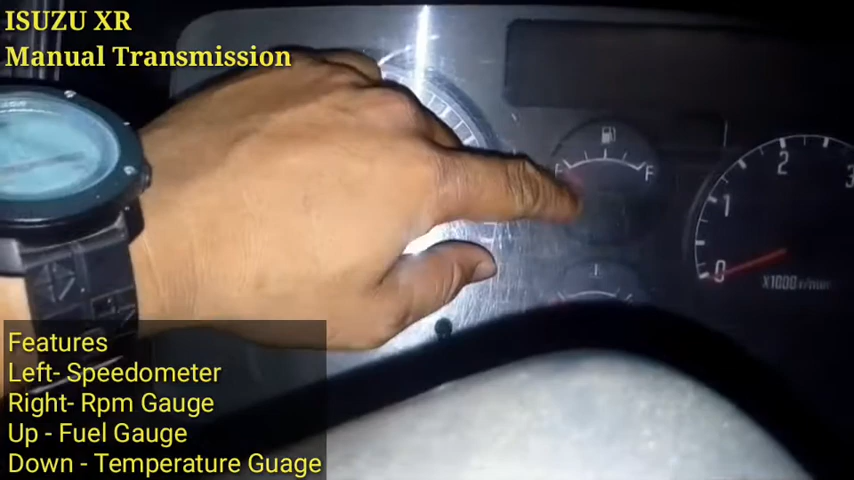 ISUZU XR
Manual Transmission
F F
0 1 2 3
X1000 r/min
Features
Left- Speedometer
Right- Rpm Gauge
Up - Fuel Gauge
Down - Temperature Guage